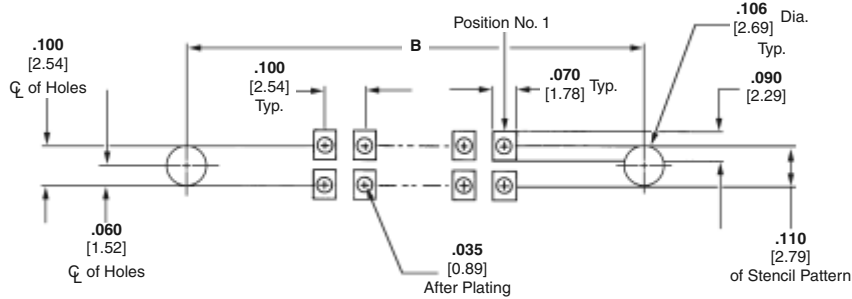 Position No. 1
.106
[2.69]
Dia.
Typ.
.100
[2.54]
℄ of Holes
B
.100
[2.54]
Typ.
.070
[1.78]
Typ.
.090
[2.29]
.060
[1.52]
℄ of Holes
.035
[0.89]
After Plating
.110
[2.79]
of Stencil Pattern